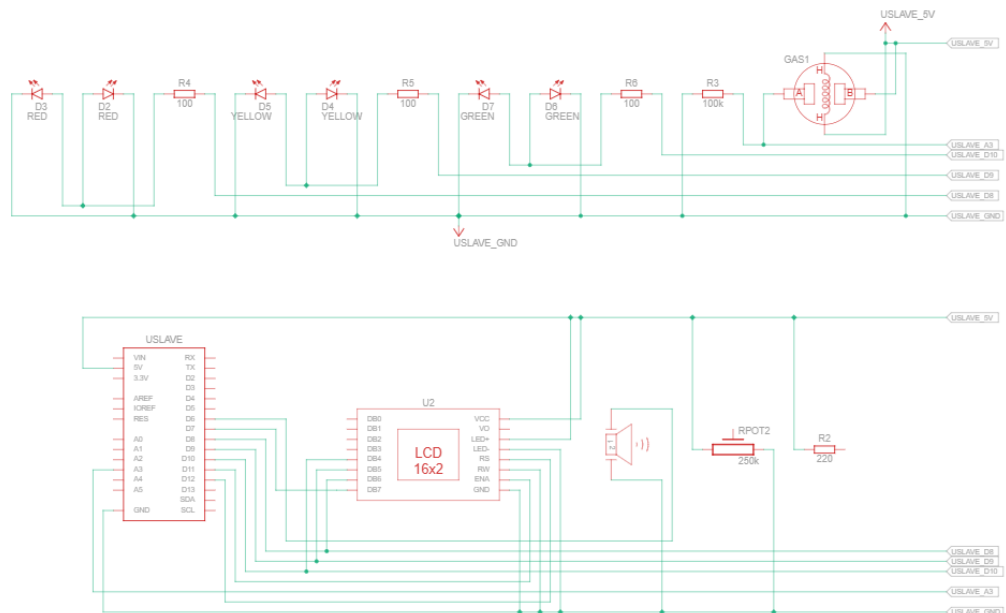 USLAVE_5V
USLAVE_5V
GAS1
H
A
B
H
R4
100
R5
100
R6
100
R3
100k
D3
RED
D2
RED
D5
YELLOW
D4
YELLOW
D7
GREEN
D6
GREEN
USLAVE_A3
USLAVE_D10
USLAVE_D9
USLAVE_D8
USLAVE_GND
USLAVE_GND
USLAVE_5V
USLAVE
VIN RX
5V TX
3.3V D2
D3
AREF D4
IOREF D5
RES D6
D7
A0 D8
A1 D9
A2 D10
A3 D11
A4 D12
A5 D13
SDA
GND SCL
U2
DB0 VCC
DB1 VO
DB2 LED+
DB3 LED-
DB4 RS
DB5 RW
DB6 ENA
DB7 GND
LCD
16x2
1 2
RPOT2
250k
R2
220
USLAVE_D8
USLAVE_D9
USLAVE_D10
USLAVE_A3
USLAVE_GND